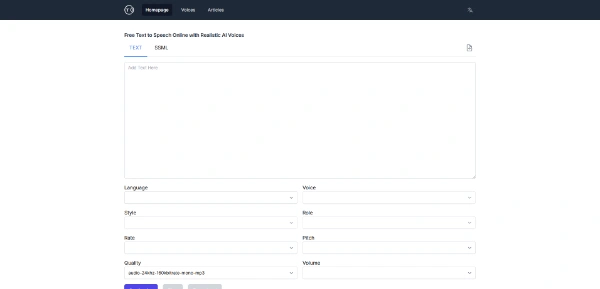 Homepage Voices Articles
Free Text to Speech Online with Realistic AI Voices
TEXT SSML
Add Text Here
Language Voice
Style Role
Rate Pitch
Quality Volume
audio-24khz-160kbitrate-mono-mp3